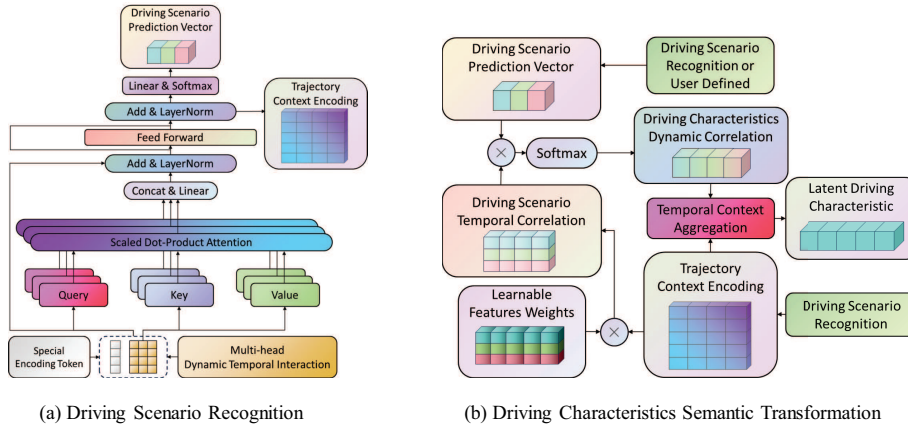 Driving Scenario
Prediction Vector
Linear & Softmax
Add & LayerNorm
Trajectory
Context Encoding
Feed Forward
Add & LayerNorm
Concat & Linear
Scaled Dot-Product Attention
Query
Key
Value
Special
Encoding Token
Multi-head
Dynamic Temporal Interaction
(a) Driving Scenario Recognition
Driving Scenario
Prediction Vector
Driving Scenario
Recognition or
User Defined
×
Softmax
Driving Characteristics
Dynamic Correlation
Driving Scenario
Temporal Correlation
Temporal Context
Aggregation
Latent Driving
Characteristic
Learnable
Features Weights
×
Trajectory
Context Encoding
Driving Scenario
Recognition
(b) Driving Characteristics Semantic Transformation